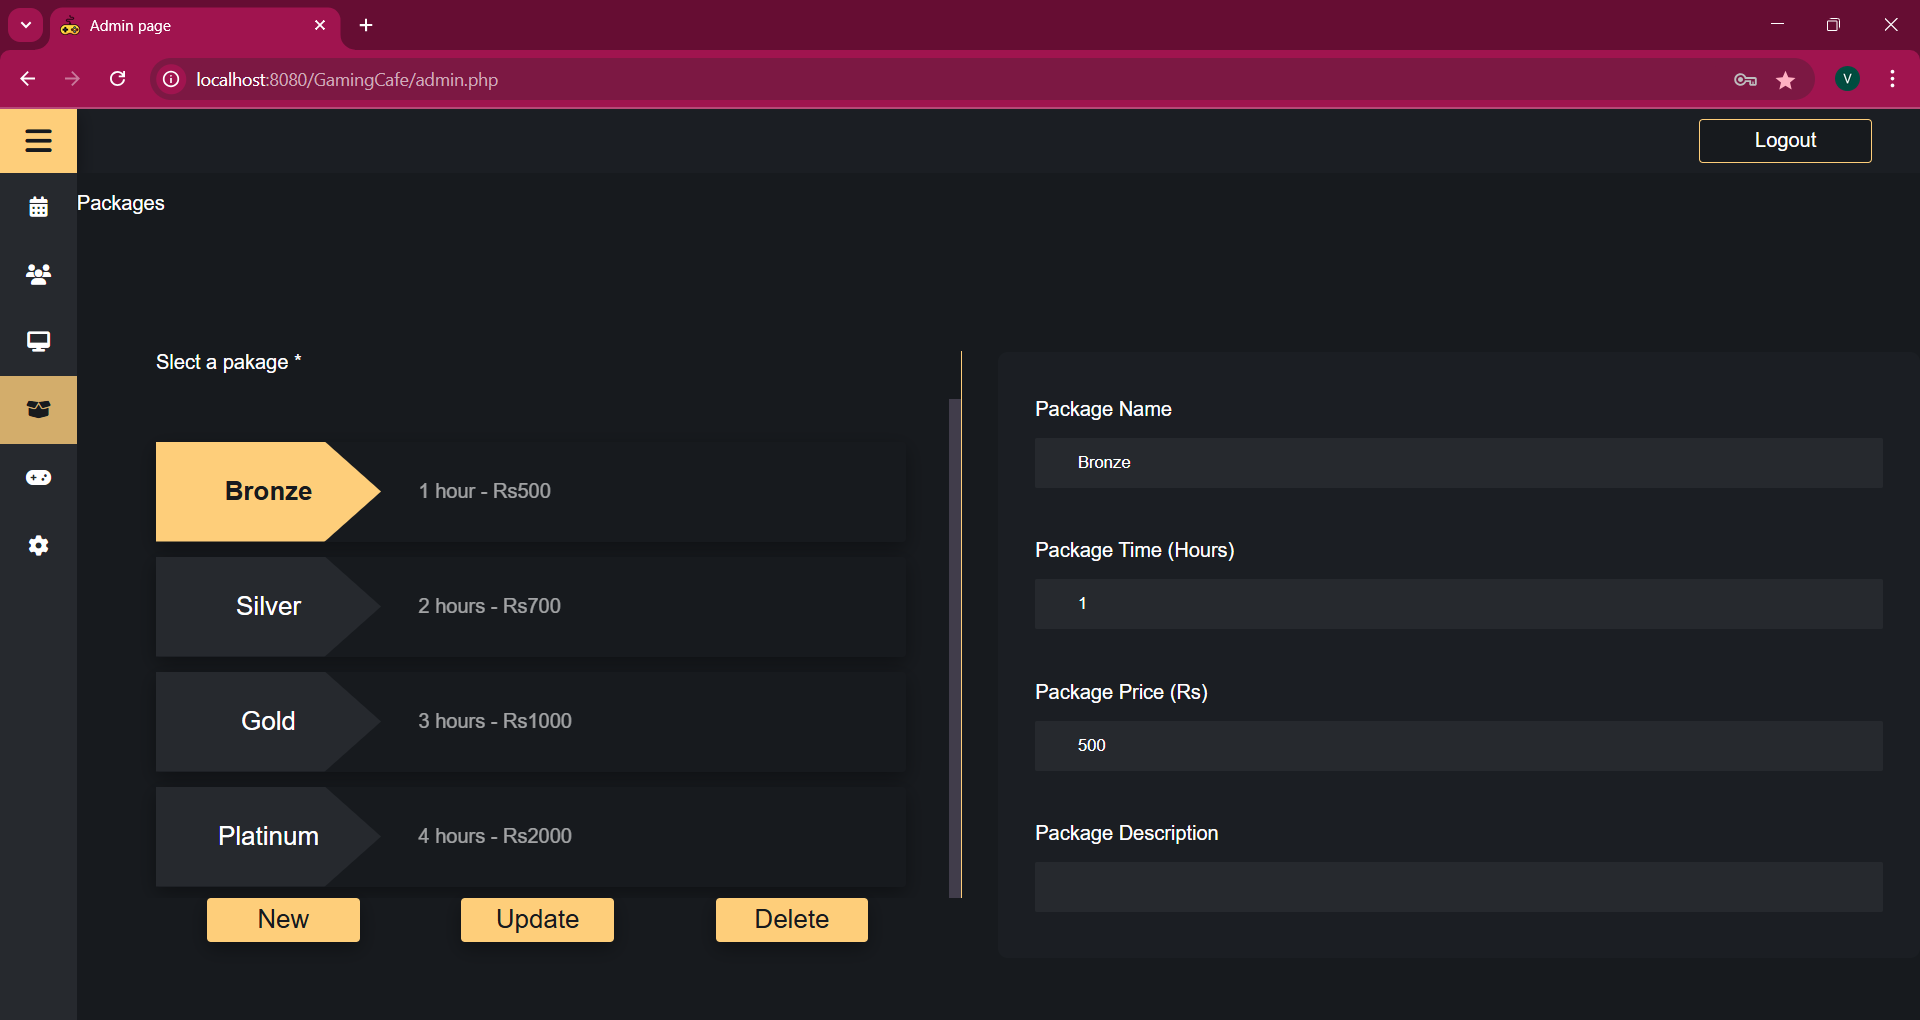 Admin page
localhost:8080/GamingCafe/admin.php
V
Logout
Packages
Slect a pakage *
Bronze
1 hour - Rs500
Silver
2 hours - Rs700
Gold
3 hours - Rs1000
Platinum
4 hours - Rs2000
New
Update
Delete
Package Name
Bronze
Package Time (Hours)
1
Package Price (Rs)
500
Package Description